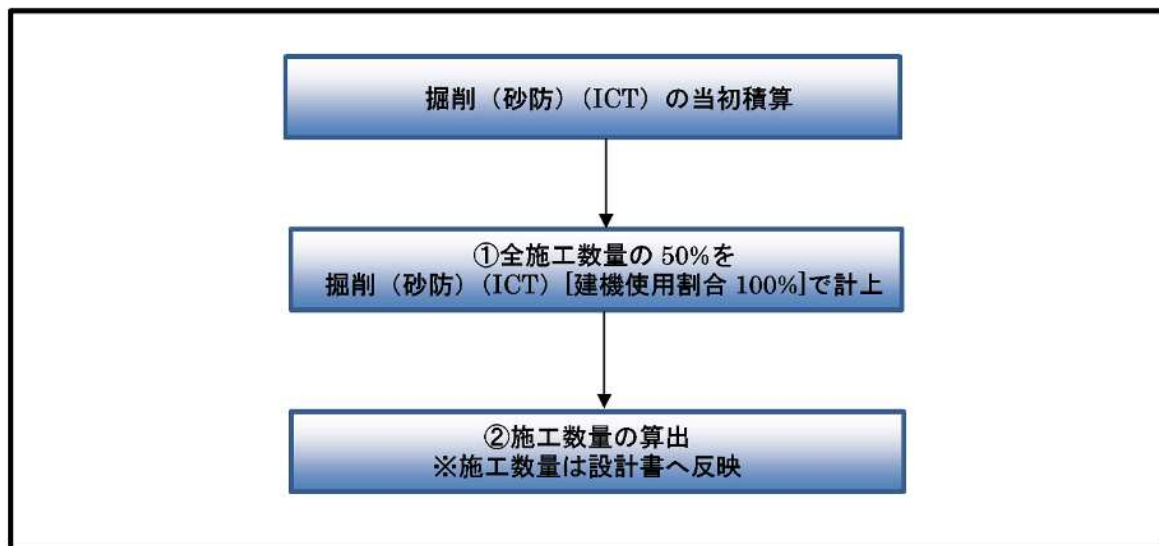 掘削（砂防）(ICT) の当初積算
①全施工数量の 50%を
掘削（砂防）(ICT) [建機使用割合 100%]で計上
②施工数量の算出
※施工数量は設計書へ反映